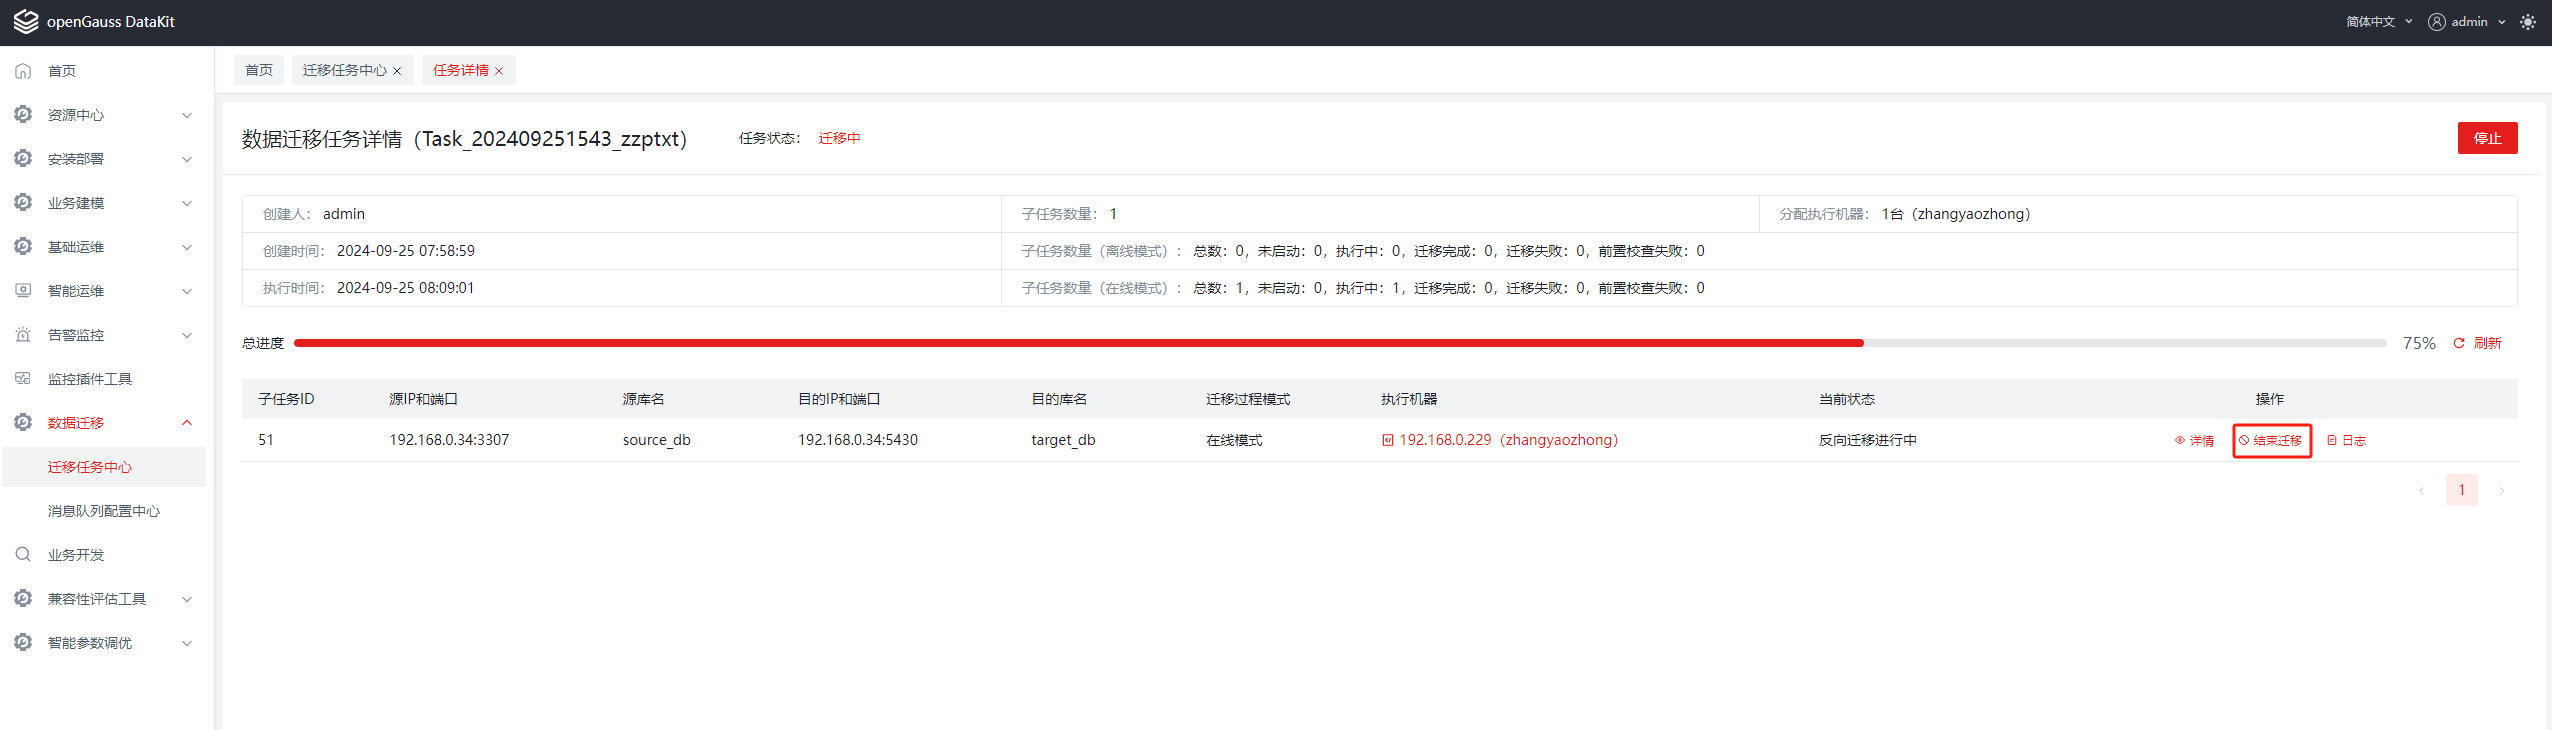 openGauss DataKit
简体中文
admin
首页
资源中心
安装部署
业务建模
基础运维
智能运维
告警监控
监控插件工具
数据迁移
迁移任务中心
消息队列配置中心
业务开发
兼容性评估工具
智能参数调优
首页 迁移任务中心 任务详情
数据迁移任务详情（Task_202409251543_zzptxt） 任务状态： 迁移中
停止
创建人： admin 子任务数量： 1 分配执行机器： 1台（zhangyaozhong）
创建时间： 2024-09-25 07:58:59 子任务数量（离线模式）： 总数：0，未启动：0，执行中：0，迁移完成：0，迁移失败：0，前置校查失败：0
执行时间： 2024-09-25 08:09:01 子任务数量（在线模式）： 总数：1，未启动：0，执行中：1，迁移完成：0，迁移失败：0，前置校查失败：0
总进度 75% 刷新
子任务ID 源IP和端口 源库名 目的IP和端口 目的库名 迁移过程模式 执行机器 当前状态 操作
51 192.168.0.34:3307 source_db 192.168.0.34:5430 target_db 在线模式 192.168.0.229（zhangyaozhong） 反向迁移进行中 详情 结束迁移 日志
1